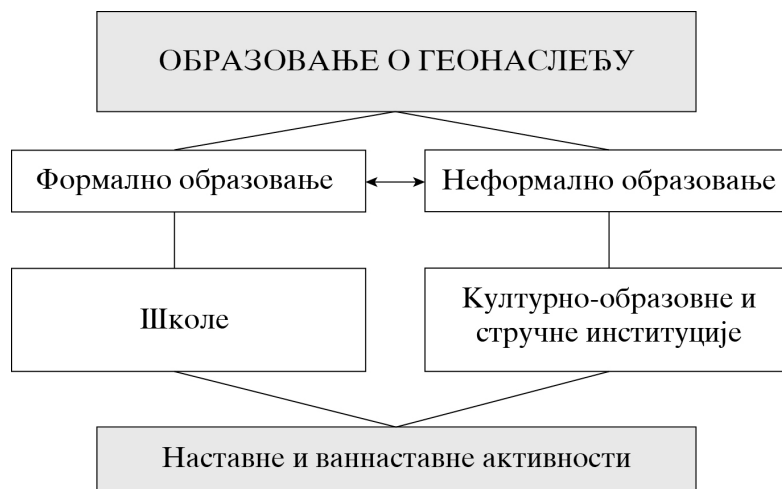 ОБРАЗОВАЊЕ О ГЕОНАСЛЕЂУ
Формално образовање
Неформално образовање
Школе
Културно-образовне и
стручне институције
Наставне и ваннаставне активности